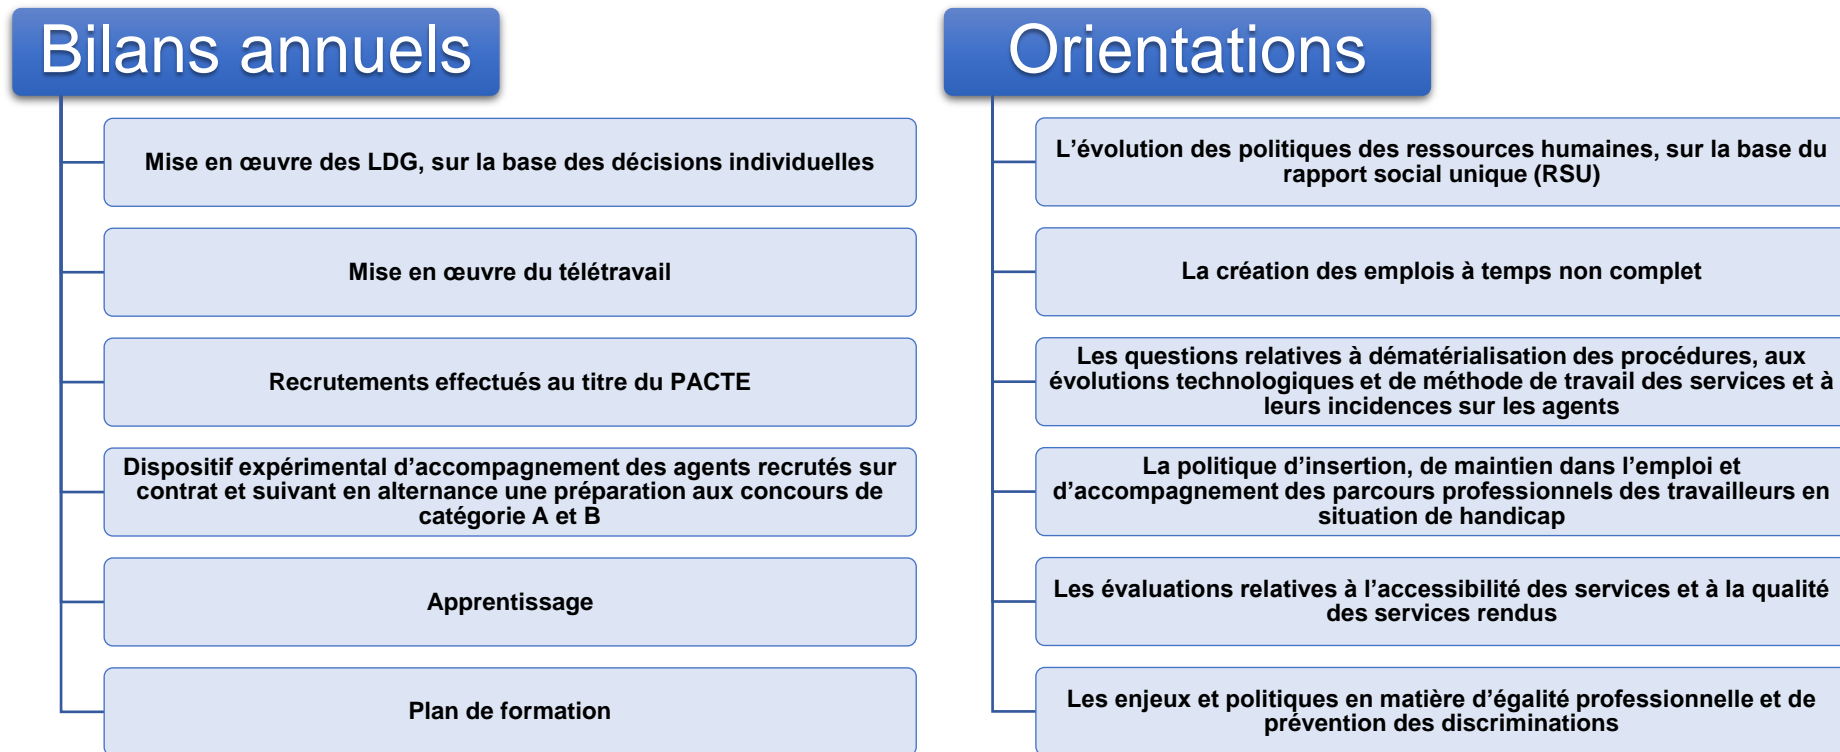 Bilans annuels
Mise en œuvre des LDG, sur la base des décisions individuelles
Mise en œuvre du télétravail
Recrutements effectués au titre du PACTE
Dispositif expérimental d’accompagnement des agents recrutés sur
contrat et suivant en alternance une préparation aux concours de
catégorie A et B
Apprentissage
Plan de formation
Orientations
L’évolution des politiques des ressources humaines, sur la base du
rapport social unique (RSU)
La création des emplois à temps non complet
Les questions relatives à dématérialisation des procédures, aux
évolutions technologiques et de méthode de travail des services et à
leurs incidences sur les agents
La politique d’insertion, de maintien dans l’emploi et
d’accompagnement des parcours professionnels des travailleurs en
situation de handicap
Les évaluations relatives à l’accessibilité des services et à la qualité
des services rendus
Les enjeux et politiques en matière d’égalité professionnelle et de
prévention des discriminations